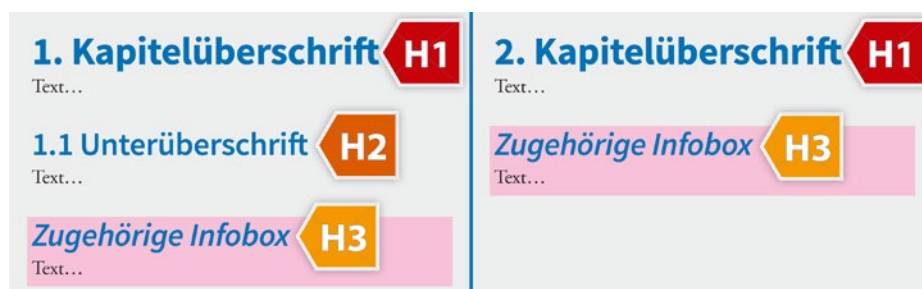 1. Kapitelüberschrift H1
Text...
1.1 Unterüberschrift H2
Text...
Zugehörige Infobox H3
Text...
2. Kapitelüberschrift H1
Text...
Zugehörige Infobox H3
Text...